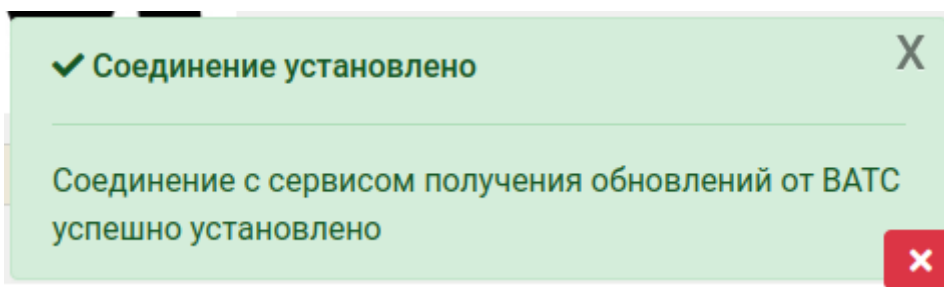 Соединение установлено
X
Соединение с сервисом получения обновлений от ВАТС
успешно установлено